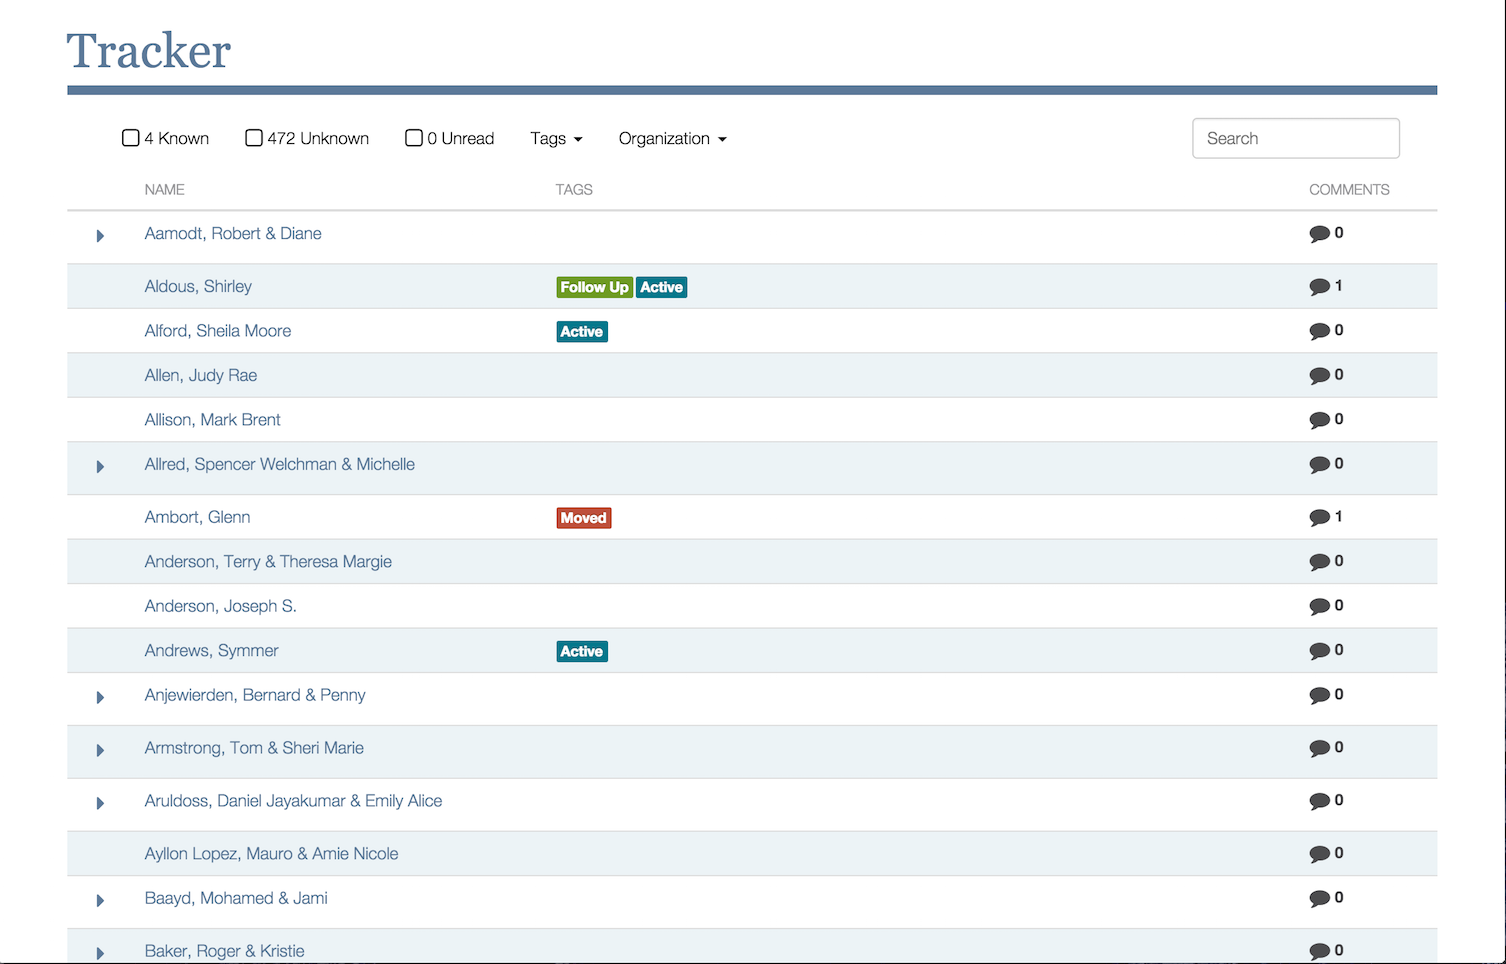 Tracker
4 Known 472 Unknown 0 Unread Tags Organization Search
NAME TAGS COMMENTS
Aamodt, Robert & Diane 0
Aldous, Shirley Follow Up Active 1
Alford, Sheila Moore Active 0
Allen, Judy Rae 0
Allison, Mark Brent 0
Allred, Spencer Welchman & Michelle 0
Ambort, Glenn Moved 1
Anderson, Terry & Theresa Margie 0
Anderson, Joseph S. 0
Andrews, Symmer Active 0
Anjewierden, Bernard & Penny 0
Armstrong, Tom & Sheri Marie 0
Aruldoss, Daniel Jayakumar & Emily Alice 0
Ayllon Lopez, Mauro & Amie Nicole 0
Baayd, Mohamed & Jami 0
Baker, Roger & Kristie 0